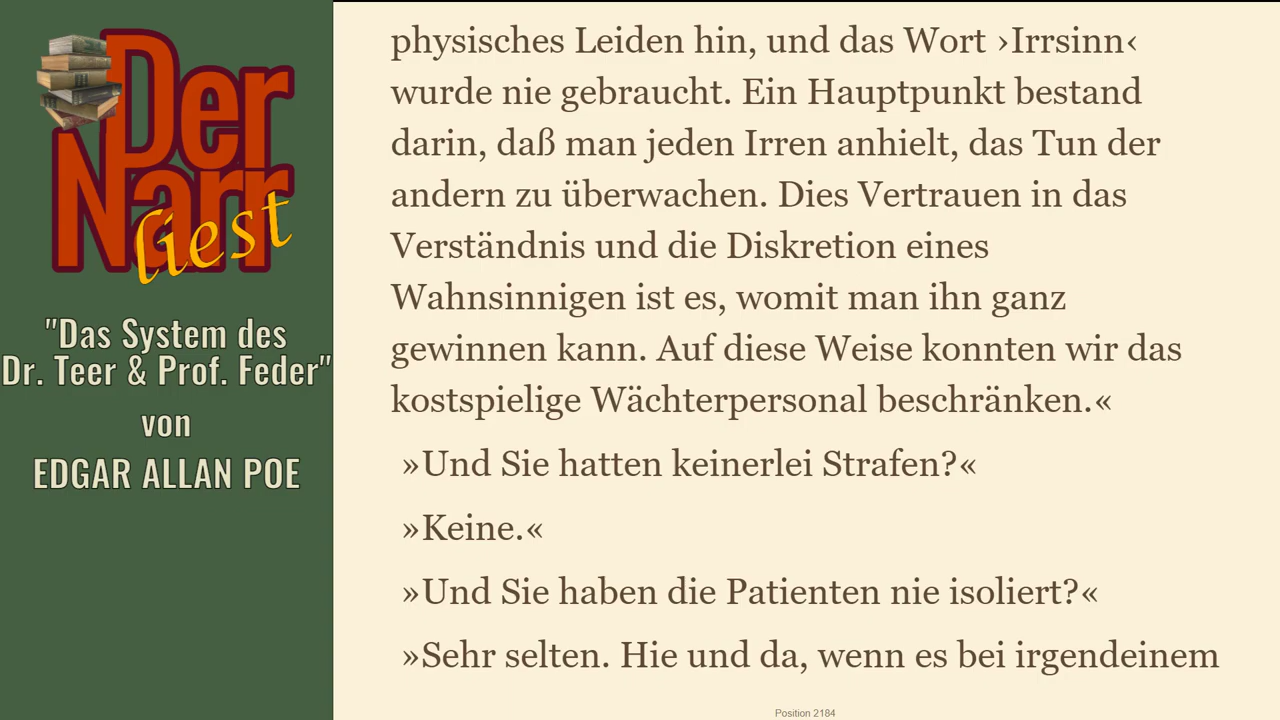 Der
Narr
liest
"Das System des
Dr. Teer & Prof. Feder"
von
EDGAR ALLAN POE
physisches Leiden hin, und das Wort ›Irrsinn‹
wurde nie gebraucht. Ein Hauptpunkt bestand
darin, daß man jeden Irren anhielt, das Tun der
andern zu überwachen. Dies Vertrauen in das
Verständnis und die Diskretion eines
Wahnsinnigen ist es, womit man ihn ganz
gewinnen kann. Auf diese Weise konnten wir das
kostspielige Wächterpersonal beschränken.«
»Und Sie hatten keinerlei Strafen?«
»Keine.«
»Und Sie haben die Patienten nie isoliert?«
»Sehr selten. Hie und da, wenn es bei irgendeinem
Position 2184